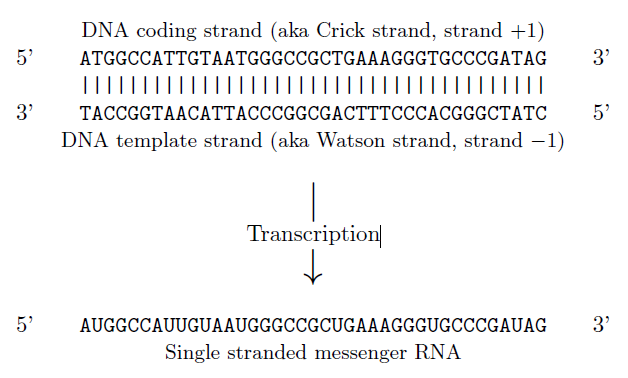 DNA coding strand (aka Crick strand, strand +1)
5’ ATGGCCATTGTAATGGGCCGCTGAAAGGGTGCCCGATAG 3’
||||||||||||||||||||||||||||||||||||||| 
3’ TACCGGTAACATTACCCGGCGACTTTCCCACGGGCTATC 5’
DNA template strand (aka Watson strand, strand −1)
Transcription
5’ AUGGCCAUUGUAAUGGGCCGCUGAAAGGGUGCCCGAUAG 3’
Single stranded messenger RNA